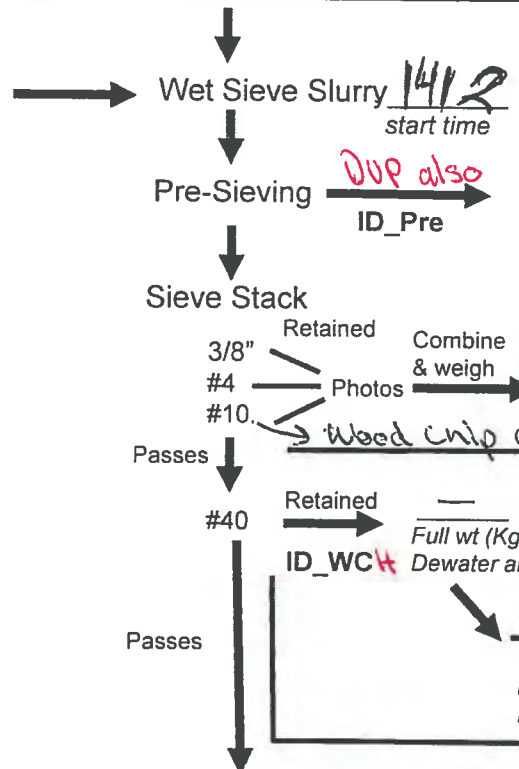 Wet Sieve Slurry 1412
start time
Dup also
Pre-Sieving
ID_Pre
Sieve Stack
Retained
3/8"
#4
#10
Photos
Combine
& weigh
Wood chip
Passes
#40
Retained
—
Full wt (Kg
ID_WCH
Dewater
Passes